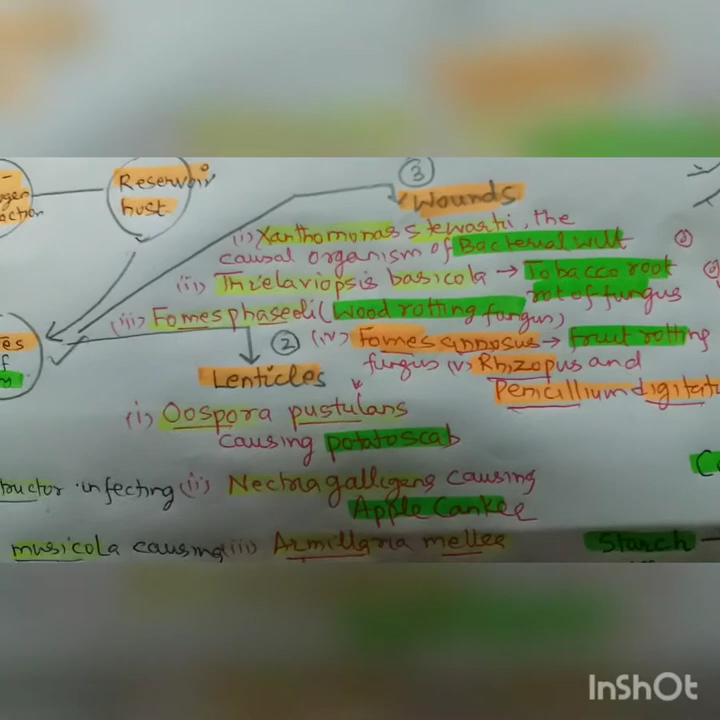 Reservoir
host
③
Wounds
(i) Xanthomonas stewarti, the
causal organism of Bacterial wilt
(ii) Thielaviopsis basicola → Tobacco root
rot of fungus
(iii) Fomes phaseoli (Wood rotting fungus)
(iv) Fomes annosus → fruit rotting
fungus (v) Rhizopus and
Penicillium digitat
②
Lenticles
(i) Oospora pustulans
causing potato scab
infecting (ii) Nectria galligens causing
Apple Canker
musicola causing (iii) Armillaria mellea
Starch
InShOt